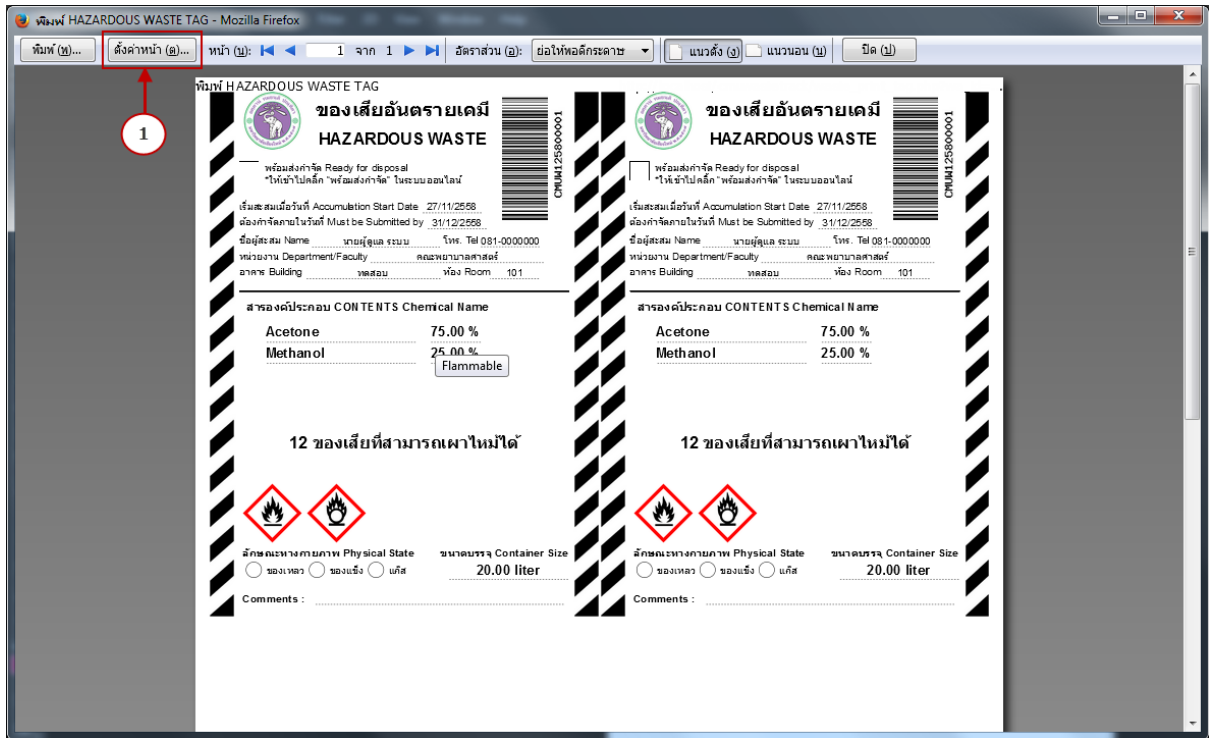 พิมพ์ HAZARDOUS WASTE TAG - Mozilla Firefox
พิมพ์ (พ)... ตั้งค่าหน้า (ต)... หน้า (น): 1 จาก 1 อัตราส่วน (อ): ย่อให้พอดีกระดาษ แนวตั้ง (ง) แนวนอน (น) ปิด (ป)
1
พิมพ์ HAZARDOUS WASTE TAG
ของเสียอันตรายเคมี
HAZARDOUS WASTE
พร้อมส่งกำจัด Ready for disposal
*ให้เข้าไปคลิ๊ก "พร้อมส่งกำจัด" ในระบบออนไลน์
CMUW125800001
เริ่มสะสมเมื่อวันที่ Accumulation Start Date 27/11/2558
ต้องกำจัดภายในวันที่ Must be Submitted by 31/12/2558
ชื่อผู้สะสม Name นายผู้ดูแล ระบบ โทร. Tel 081-0000000
หน่วยงาน Department/Faculty คณะพยาบาลศาสตร์
อาคาร Building ทดสอบ ห้อง Room 101
สารองค์ประกอบ CONTENTS Chemical Name
Acetone 75.00 %
Methanol 25.00 %
Flammable
12 ของเสียที่สามารถเผาไหม้ได้
ลักษณะทางกายภาพ Physical State ขนาดบรรจุ Container Size
ของเหลว ของแข็ง แก๊ส 20.00 liter
Comments :
ของเสียอันตรายเคมี
HAZARDOUS WASTE
พร้อมส่งกำจัด Ready for disposal
*ให้เข้าไปคลิ๊ก "พร้อมส่งกำจัด" ในระบบออนไลน์
CMUW125800001
เริ่มสะสมเมื่อวันที่ Accumulation Start Date 27/11/2558
ต้องกำจัดภายในวันที่ Must be Submitted by 31/12/2558
ชื่อผู้สะสม Name นายผู้ดูแล ระบบ โทร. Tel 081-0000000
หน่วยงาน Department/Faculty คณะพยาบาลศาสตร์
อาคาร Building ทดสอบ ห้อง Room 101
สารองค์ประกอบ CONTENTS Chemical Name
Acetone 75.00 %
Methanol 25.00 %
12 ของเสียที่สามารถเผาไหม้ได้
ลักษณะทางกายภาพ Physical State ขนาดบรรจุ Container Size
ของเหลว ของแข็ง แก๊ส 20.00 liter
Comments :